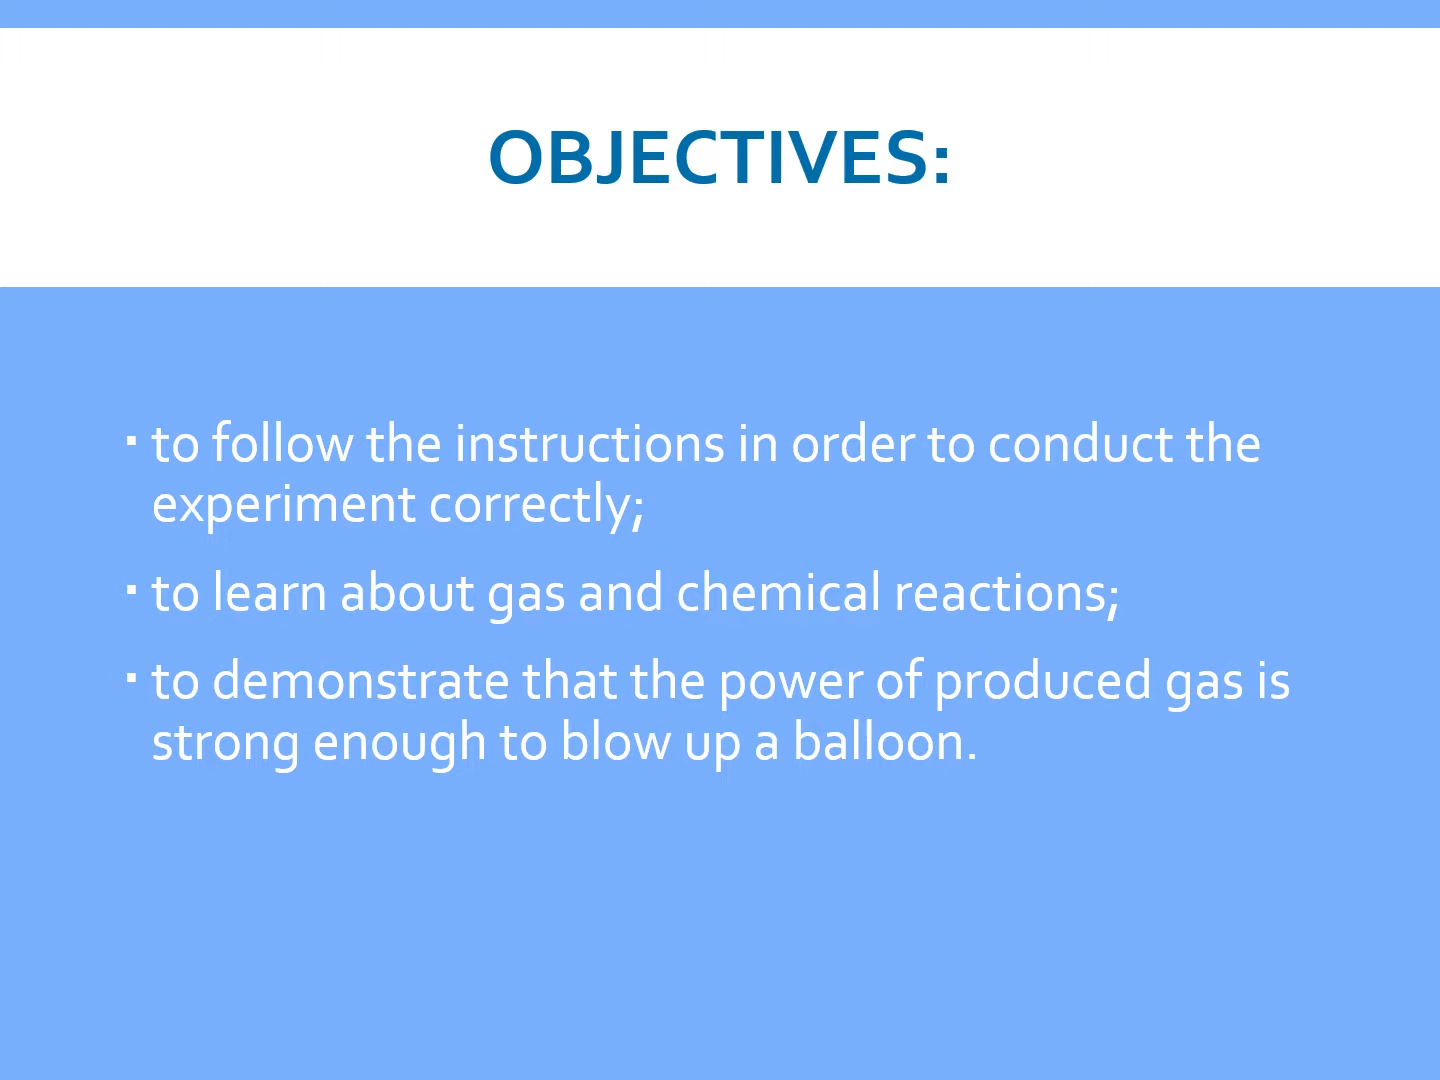 OBJECTIVES:
▪ to follow the instructions in order to conduct the
experiment correctly;
▪ to learn about gas and chemical reactions;
▪ to demonstrate that the power of produced gas is
strong enough to blow up a balloon.